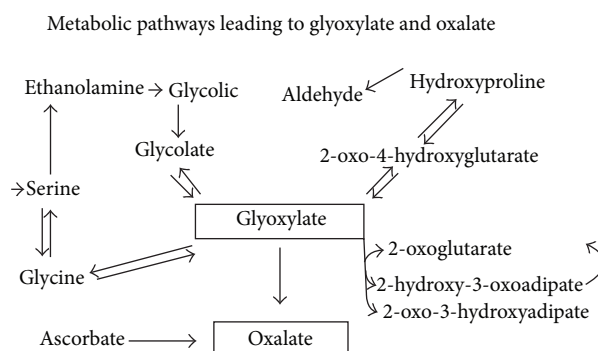 Metabolic pathways leading to glyoxylate and oxalate
Ethanolamine
Glycolic
Aldehyde
Hydroxyproline
Glycolate
2-oxo-4-hydroxyglutarate
Serine
Glyoxylate
2-oxoglutarate
Glycine
2-hydroxy-3-oxoadipate
2-oxo-3-hydroxyadipate
Ascorbate
Oxalate